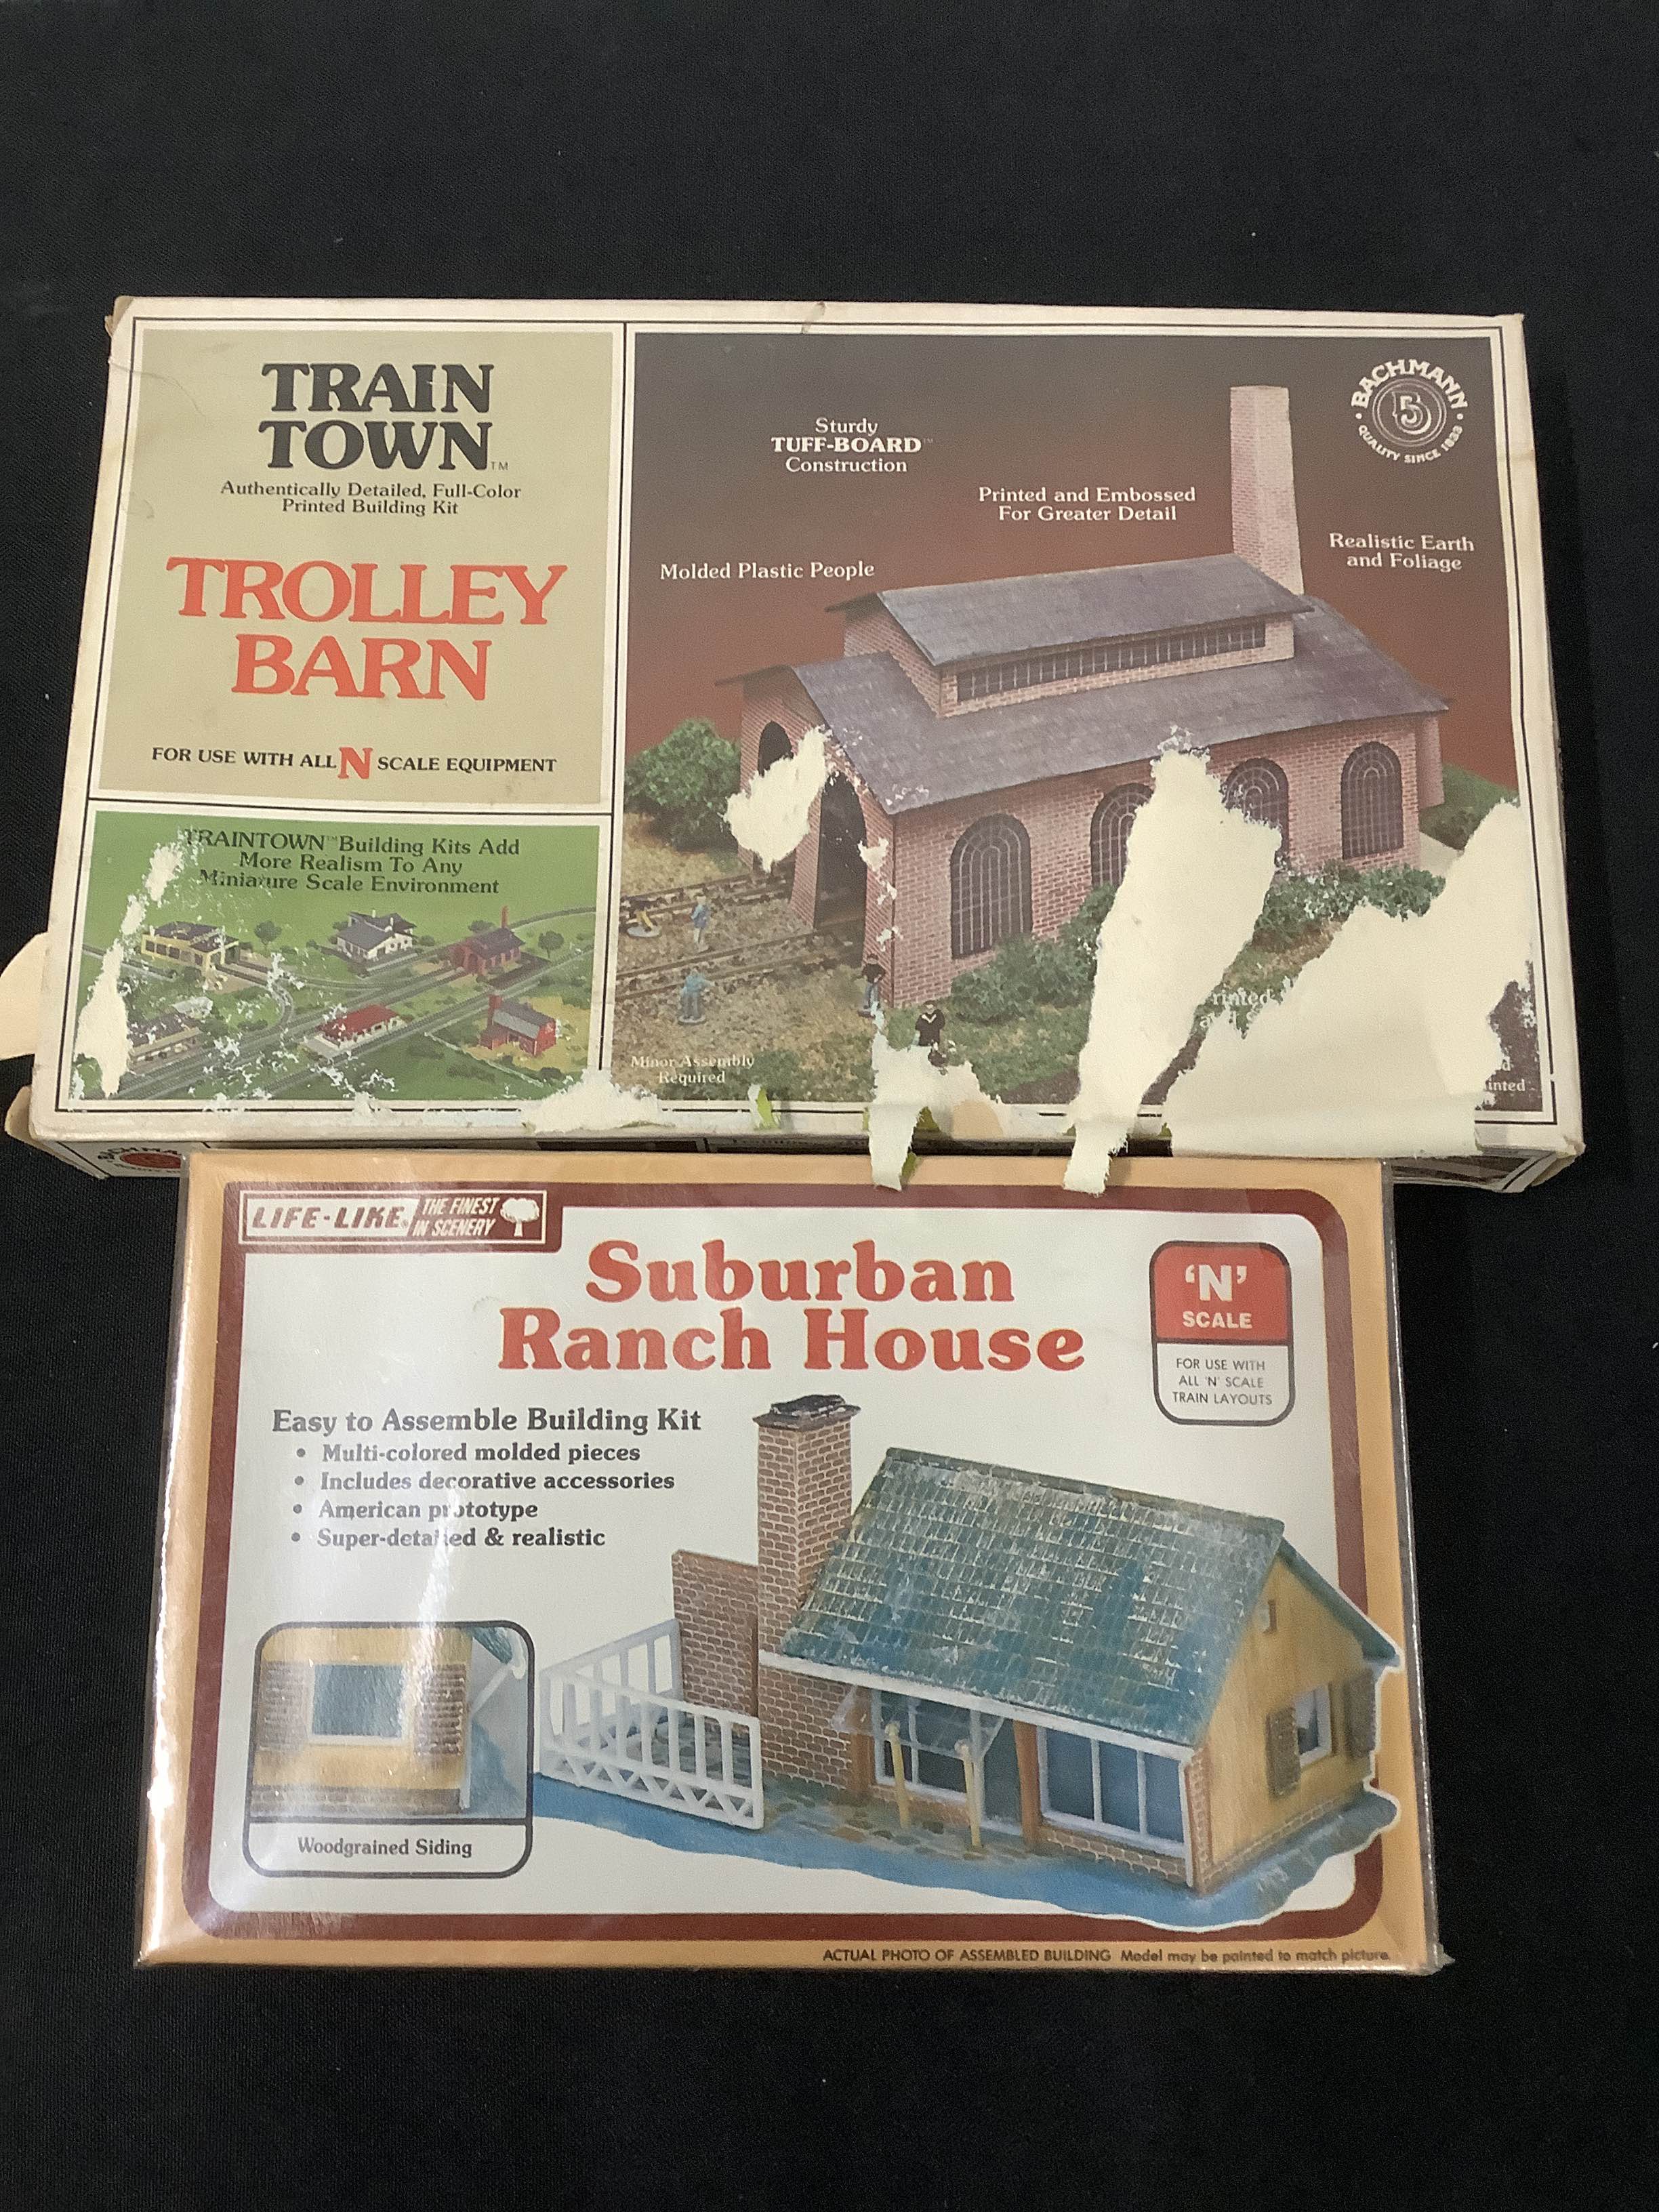 TRAIN
TOWN™
Authentically Detailed, Full-Color
Printed Building Kit
TROLLEY
BARN
FOR USE WITH ALL N SCALE EQUIPMENT
TRAINTOWN™ Building Kits Add
More Realism To Any
Miniature Scale Environment
Sturdy
TUFF-BOARD™
Construction
Printed and Embossed
For Greater Detail
Molded Plastic People
Realistic Earth
and Foliage
BACHMANN
B
QUALITY SINCE 1833
Minor Assembly
Required
rinted
inted
BACHMANN
LIFE-LIKE®
THE FINEST
IN SCENERY
Suburban
Ranch House
'N'
SCALE
FOR USE WITH
ALL 'N' SCALE
TRAIN LAYOUTS
Easy to Assemble Building Kit
• Multi-colored molded pieces
• Includes decorative accessories
• American prototype
• Super-detailed & realistic
Woodgrained Siding
ACTUAL PHOTO OF ASSEMBLED BUILDING Model may be painted to match picture.